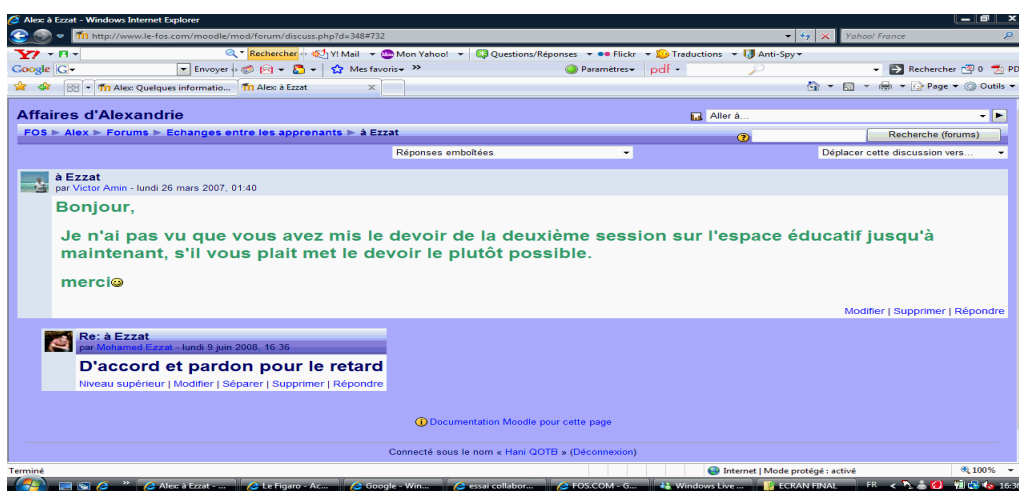 Alex: à Ezzat - Windows Internet Explorer
http://www.le-fos.com/moodle/mod/forum/discuss.php?d=348#732
Yahoo! France
Rechercher Y! Mail Mon Yahoo! Questions/Réponses Flickr Traductions Anti-Spy
Google Envoyer Mes favoris Paramètres pdf Rechercher 0 PD
Alex: Quelques informatio... Alex: à Ezzat Page Outils
Affaires d'Alexandrie
Aller à...
FOS ► Alex ► Forums ► Echanges entre les apprenants ► à Ezzat
Recherche (forums)
Réponses emboîtées
Déplacer cette discussion vers...
à Ezzat
par Victor Amin - lundi 26 mars 2007, 01:40
Bonjour,
Je n'ai pas vu que vous avez mis le devoir de la deuxième session sur l'espace éducatif jusqu'à
maintenant, s'il vous plait met le devoir le plutôt possible.
merci
Modifier | Supprimer | Répondre
Re: à Ezzat
par Mohamed Ezzat - lundi 9 juin 2008, 16:36
D'accord et pardon pour le retard
Niveau supérieur | Modifier | Séparer | Supprimer | Répondre
Documentation Moodle pour cette page
Connecté sous le nom « Hani QOTB » (Déconnexion)
Terminé
Internet | Mode protégé : activé
100%
Alex: à Ezzat - ... Le Figaro - Ac... Google - Win... essai collabor... FOS.COM - G... Windows Live ... ECRAN FINAL FR 16:36